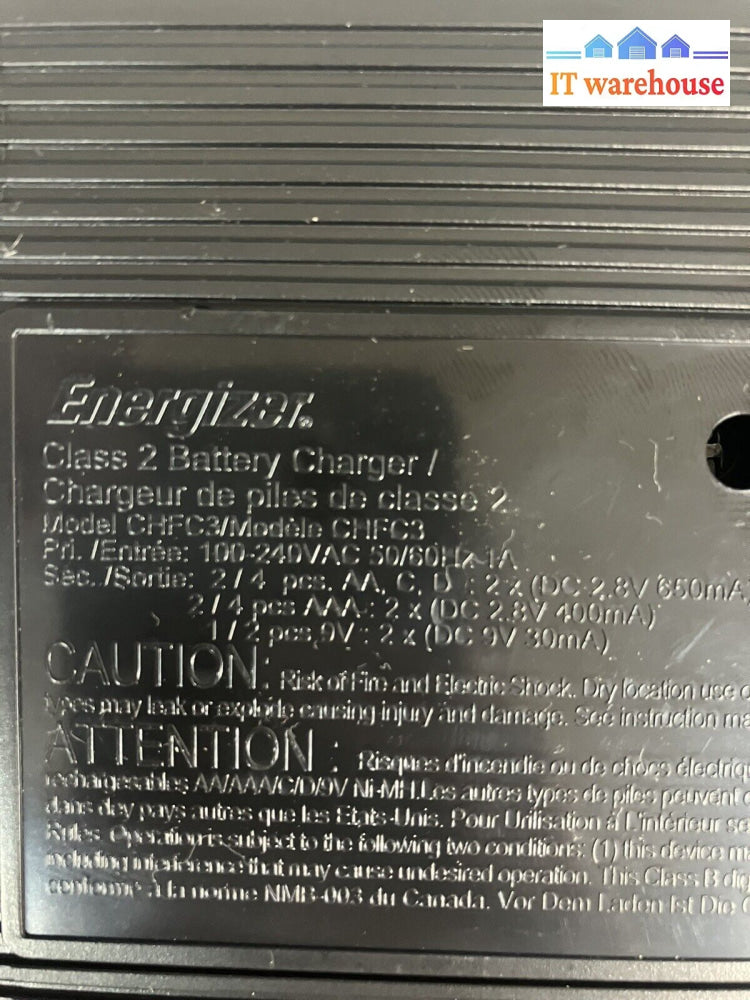 IT warehouse
Energizer.
Class 2 Battery Charger /
Chargeur de piles de classe 2
Model CHFC3/Modèle CHFC3
Pri. /Entrée: 100-240VAC 50/60Hz 1A
Séc. /Sortie: 2 / 4 pcs. AA, C, D : 2 x (DC 2.8V 650mA
2 / 4 pcs AAA : 2 x (DC 2.8V 400mA)
1 / 2 pcs,9V : 2 x (DC 9V 30mA)
CAUTION: Risk of Fire and Electric Shock. Dry location use
types may leak or explode causing injury and damage. See instruction
ATTENTION : Risques d'incendie ou de chocs
rechargesables AA/AAA/C/D/9V Ni-MH.Les autres types de piles peuvent
dans day pays autres que les Etats-Unis. Pour Utilisation á L'intérieur
Rules. Operation is subject to the following two conditions: (1) this device
including interference that may cause undesired operation. This Class B
conforme à la norme NMB-003 du Canada. Vor Dem Laden Ist Die